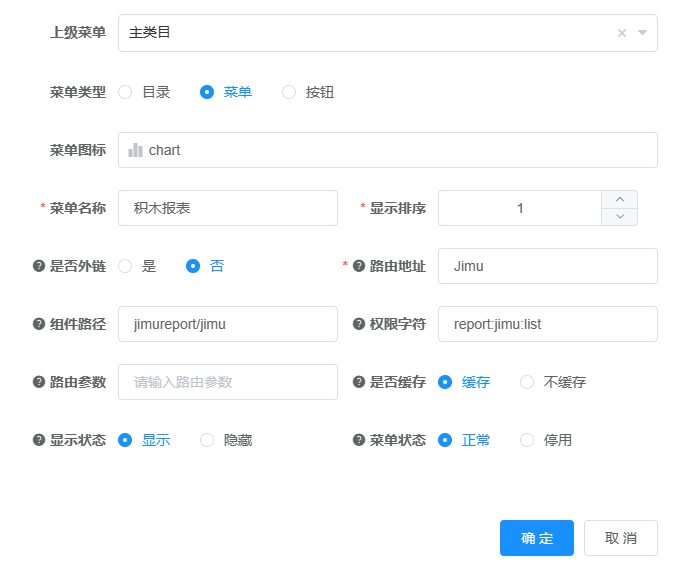 上级菜单 主类目
菜单类型 目录 菜单 按钮
菜单图标 chart
* 菜单名称 积木报表 * 显示排序 1
? 是否外链 是 否 * ? 路由地址 Jimu
? 组件路径 jimureport/jimu ? 权限字符 report:jimu:list
? 路由参数 请输入路由参数 ? 是否缓存 缓存 不缓存
? 显示状态 显示 隐藏 ? 菜单状态 正常 停用
确 定 取 消